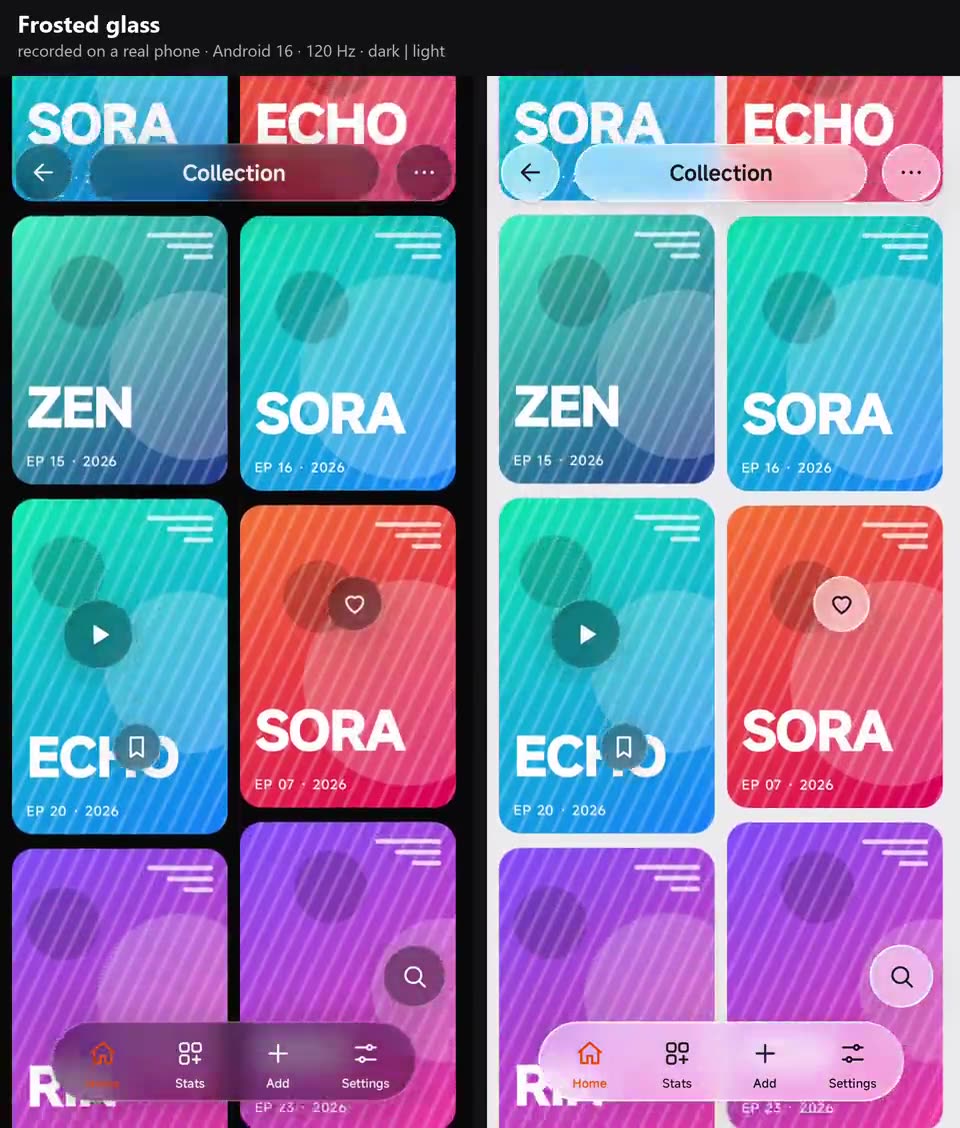 Frosted glass
recorded on a real phone · Android 16 · 120 Hz · dark | light
SORA
ECHO
Collection
ZEN
EP 15 · 2026
SORA
EP 16 · 2026
ECHO
EP 20 · 2026
SORA
EP 07 · 2026
Home
Stats
Add
Settings
EP 23 · 2026
SORA
ECHO
Collection
ZEN
EP 15 · 2026
SORA
EP 16 · 2026
ECHO
EP 20 · 2026
SORA
EP 07 · 2026
Home
Stats
Add
Settings
EP 23 · 2026